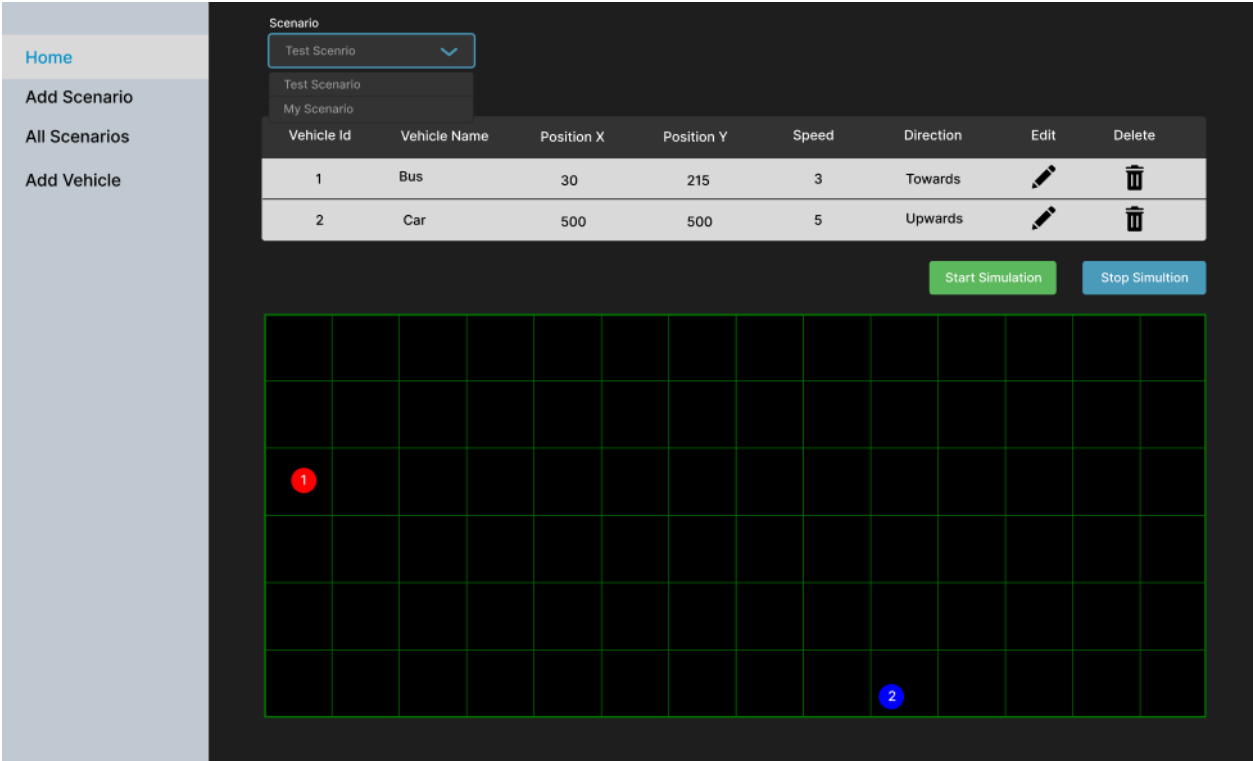 Home
Add Scenario
All Scenarios
Add Vehicle
Scenario
Test Scenrio
Test Scenario
My Scenario
Vehicle Id Vehicle Name Position X Position Y Speed Direction Edit Delete
1 Bus 30 215 3 Towards
2 Car 500 500 5 Upwards
Start Simulation Stop Simultion
1
2